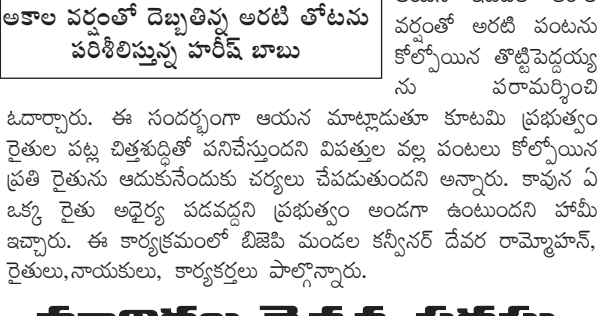 అకాల వర్షంతో దెబ్బతిన్న అరటి తోటను
పరిశీలిస్తున్న హరీష్ బాబు
వర్షంతో అరటి పంటను
కోల్పోయిన తొట్టిపెద్దయ్య
ను పరామర్శించి
ఓదార్చారు. ఈ సందర్భంగా ఆయన మాట్లాడుతూ కూటమి ప్రభుత్వం
రైతుల పట్ల చిత్తశుద్ధితో పనిచేస్తుందని విపత్తుల వల్ల పంటలు కోల్పోయిన
ప్రతి రైతును ఆదుకునేందుకు చర్యలు చేపడుతుందని అన్నారు. కావున ఏ
ఒక్క రైతు అధైర్య పడవద్దని ప్రభుత్వం అండగా ఉంటుందని హామీ
ఇచ్చారు. ఈ కార్యక్రమంలో బిజెపి మండల కన్వీనర్ దేవర రామ్మోహన్,
రైతులు,నాయకులు, కార్యకర్తలు పాల్గొన్నారు.